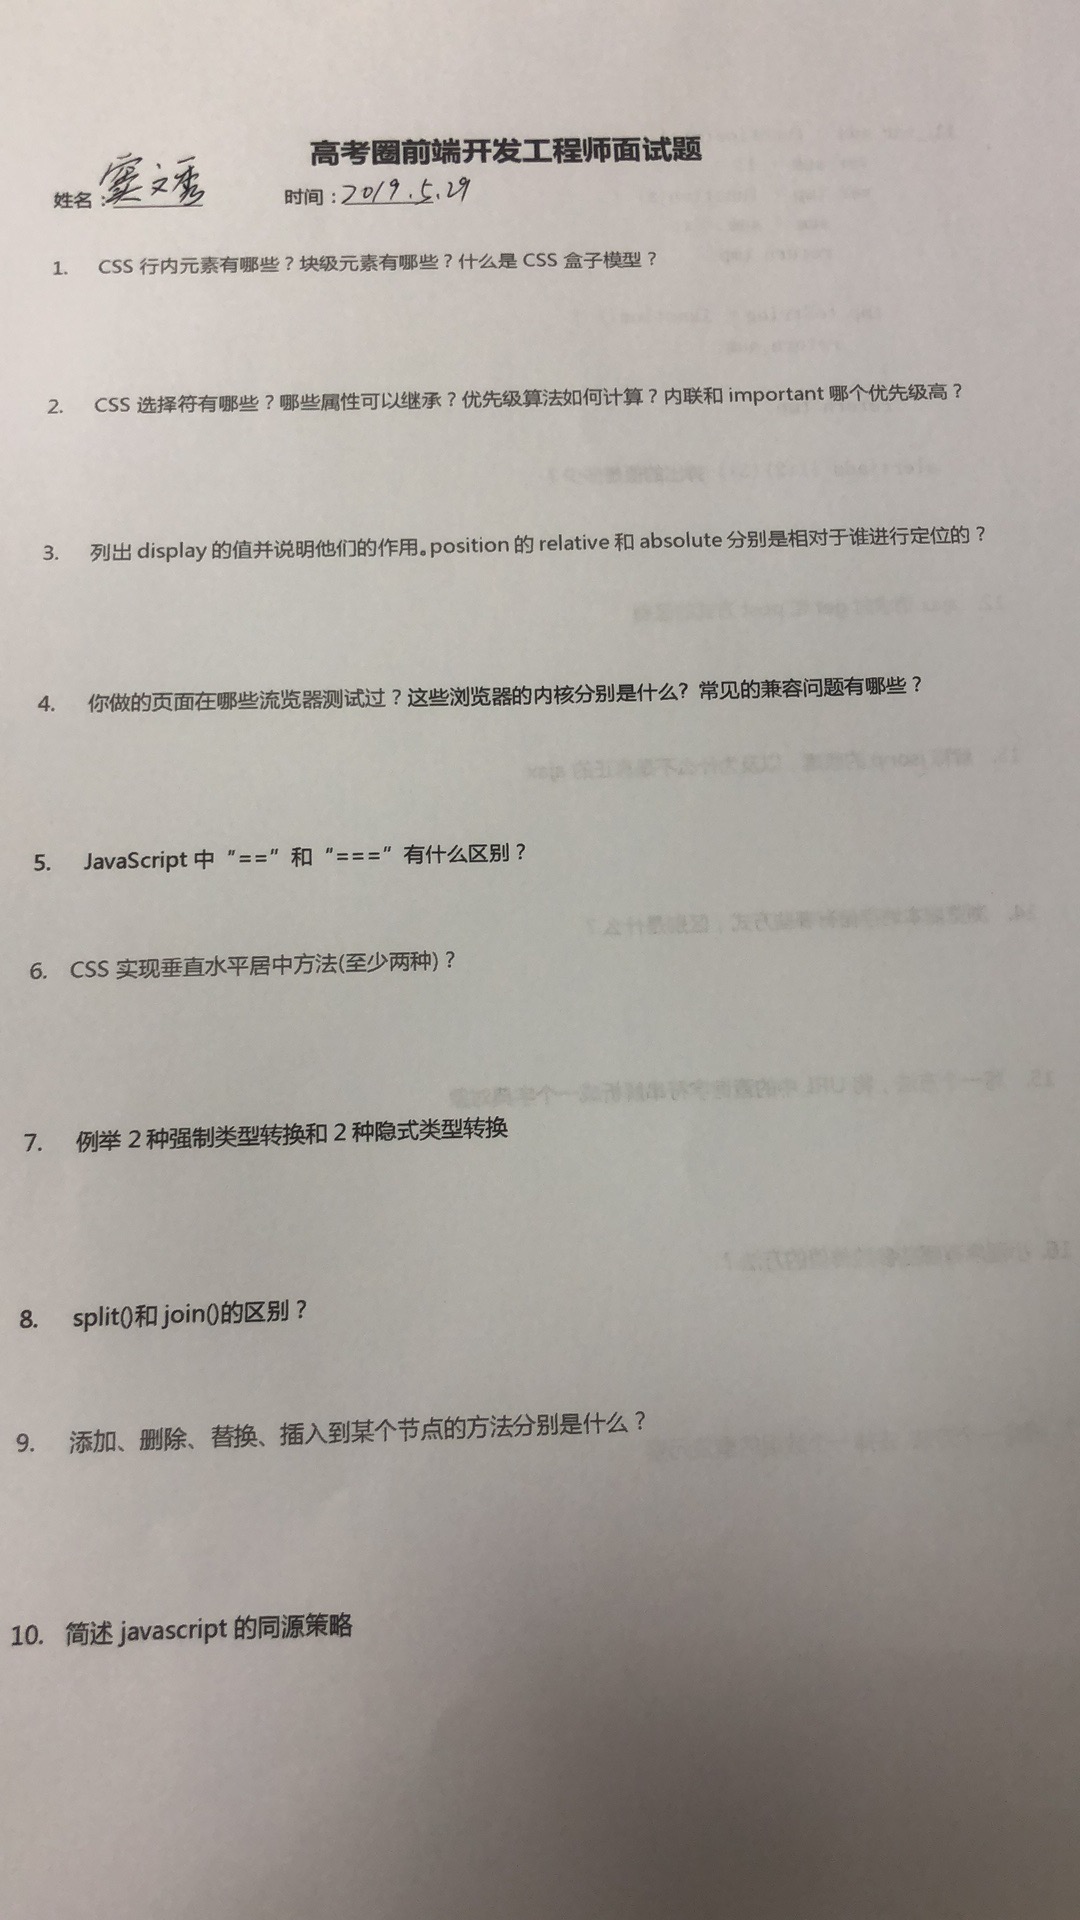 高考圈前端开发工程师面试题
姓名：窦文秀 时间：2019.5.29
1. CSS 行内元素有哪些？块级元素有哪些？什么是 CSS 盒子模型？
2. CSS 选择符有哪些？哪些属性可以继承？优先级算法如何计算？内联和 important 哪个优先级高？
3. 列出 display 的值并说明他们的作用。position 的 relative 和 absolute 分别是相对于谁进行定位的？
4. 你做的页面在哪些流览器测试过？这些浏览器的内核分别是什么? 常见的兼容问题有哪些？
5. JavaScript 中 "==" 和 "===" 有什么区别？
6. CSS 实现垂直水平居中方法(至少两种)？
7. 例举 2 种强制类型转换和 2 种隐式类型转换
8. split()和 join()的区别？
9. 添加、删除、替换、插入到某个节点的方法分别是什么？
10. 简述 javascript 的同源策略